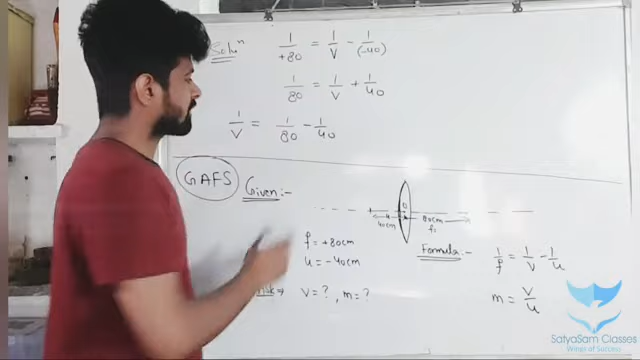 Solnⁿ
1/+80 = 1/V - 1/(-40)
1/80 = 1/V + 1/40
1/V = 1/80 - 1/40
GAFS
Given:-
f = +80cm
u = -40cm
V = ? , m = ?
u
40cm
O
80cm
f=
Formula:-
1/f = 1/V - 1/u
m = V/u
SatyaSam Classes
Wings of Success